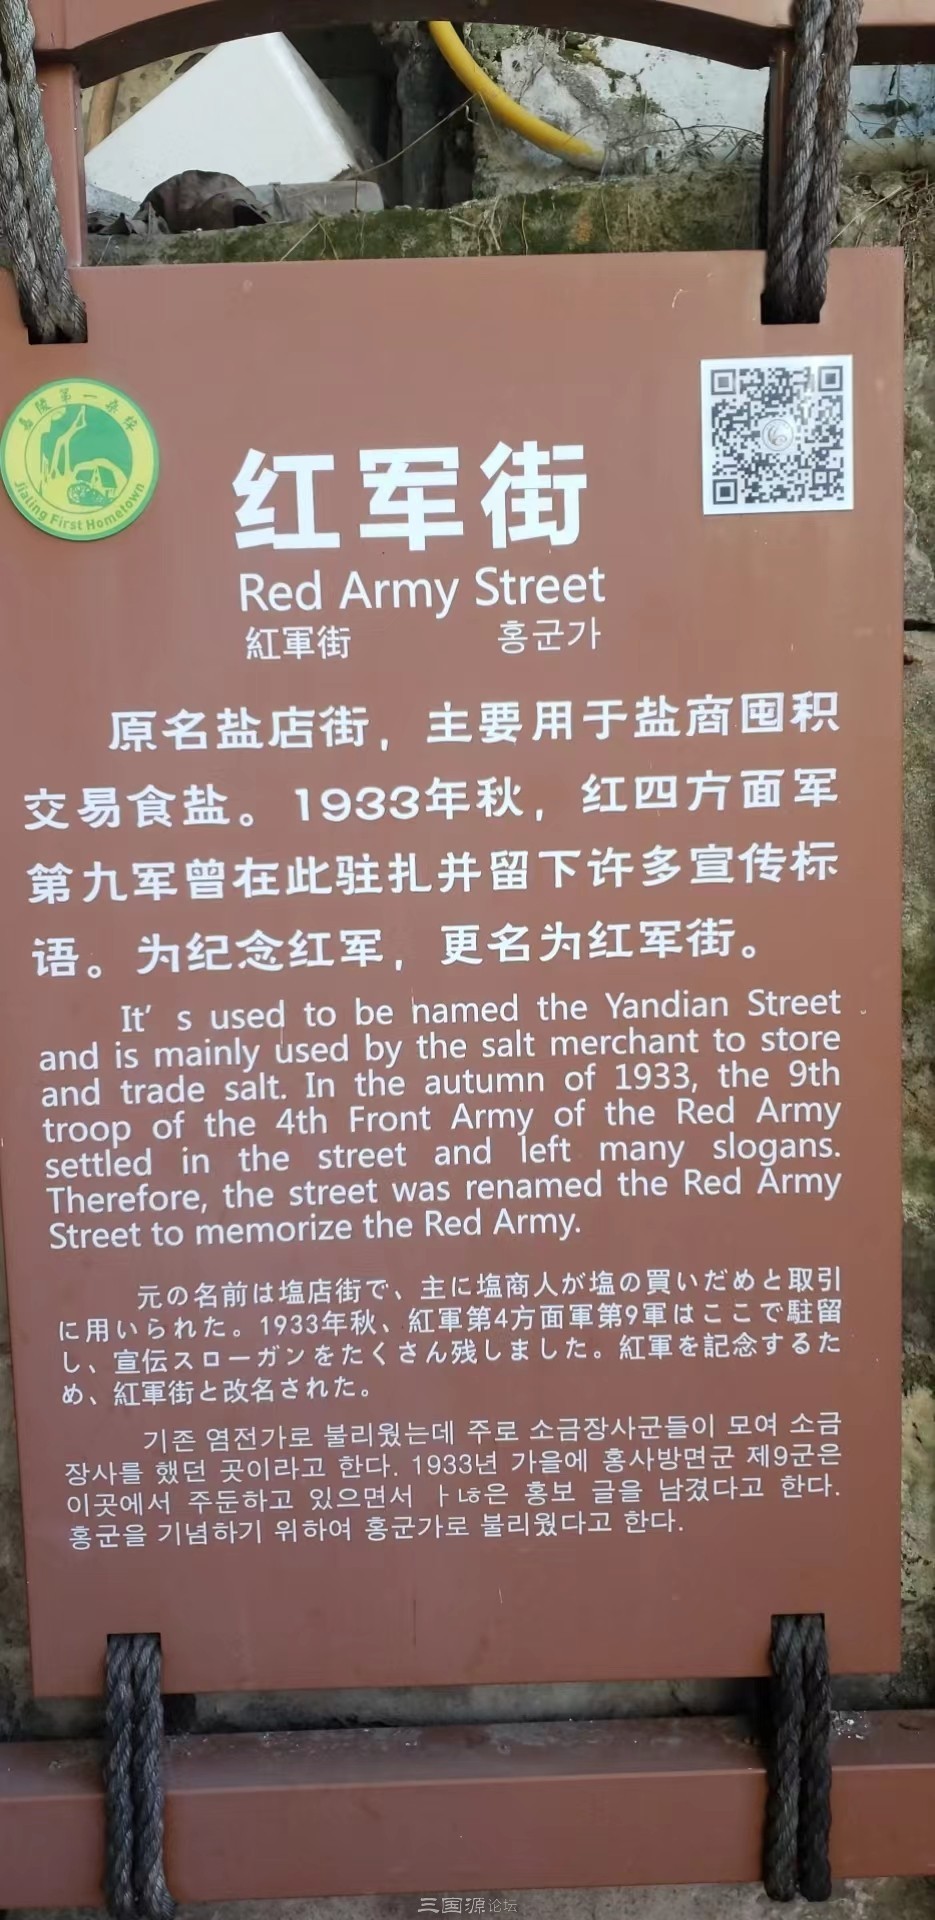 嘉陵第一桑梓
Jialing First Hometown
红军街
Red Army Street
紅軍街 홍군가
原名盐店街，主要用于盐商囤积
交易食盐。1933年秋，红四方面军
第九军曾在此驻扎并留下许多宣传标
语。为纪念红军，更名为红军街。
It's used to be named the Yandian Street
and is mainly used by the salt merchant to store
and trade salt. In the autumn of 1933, the 9th
troop of the 4th Front Army of the Red Army
settled in the street and left many slogans.
Therefore, the street was renamed the Red Army
Street to memorize the Red Army.
元の名前は塩店街で、主に塩商人が塩の買いだめと取引
に用いられた。1933年秋、紅軍第4方面軍第9軍はここで駐留
し、宣伝スローガンをたくさん残しました。紅軍を記念するた
め、紅軍街と改名された。
기존 염전가로 불리웠는데 주로 소금장사군들이 모여 소금
장사를 했던 곳이라고 한다. 1933년 가을에 홍사방면군 제9군은
이곳에서 주둔하고 있으면서 ㅏㄶ은 홍보 글을 남겼다고 한다.
홍군을 기념하기 위하여 홍군가로 불리웠다고 한다.
三国源论坛